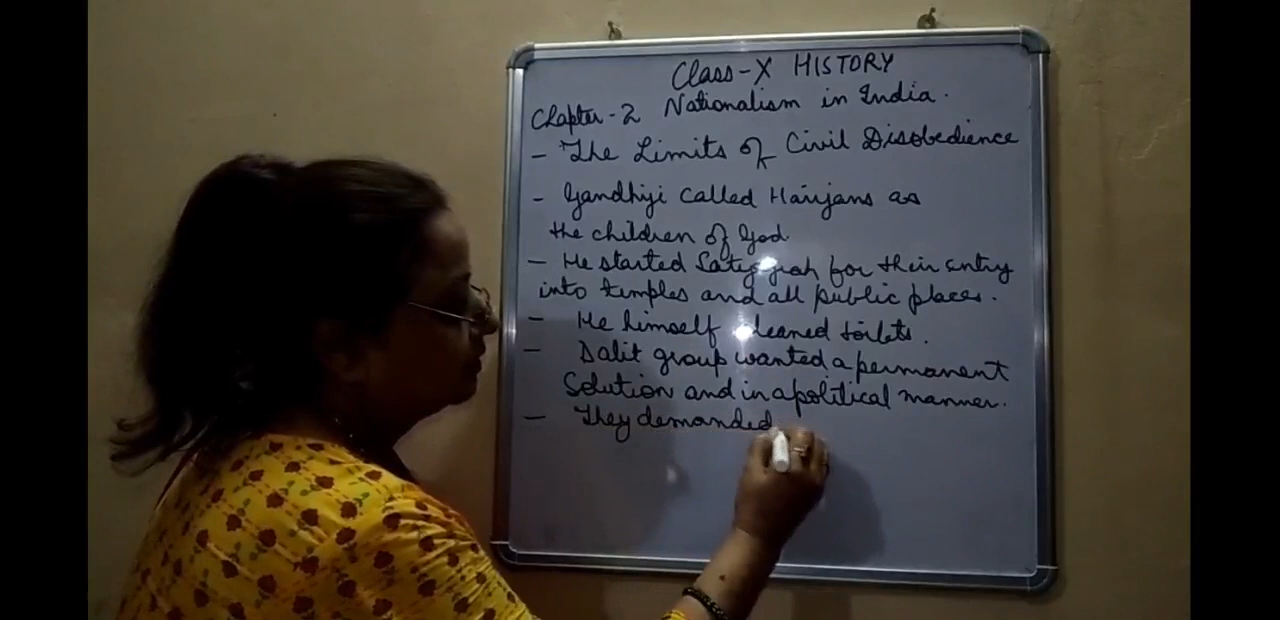 Class-X HISTORY
Chapter-2 Nationalism in India.
- The Limits of Civil Disobedience
- Gandhiji called Harijans as
the children of God
- He started Satyagrah for their entry
into temples and all public places.
- He himself cleaned toilets.
- Dalit group wanted a permanent
Solution and in a political manner.
- They demanded